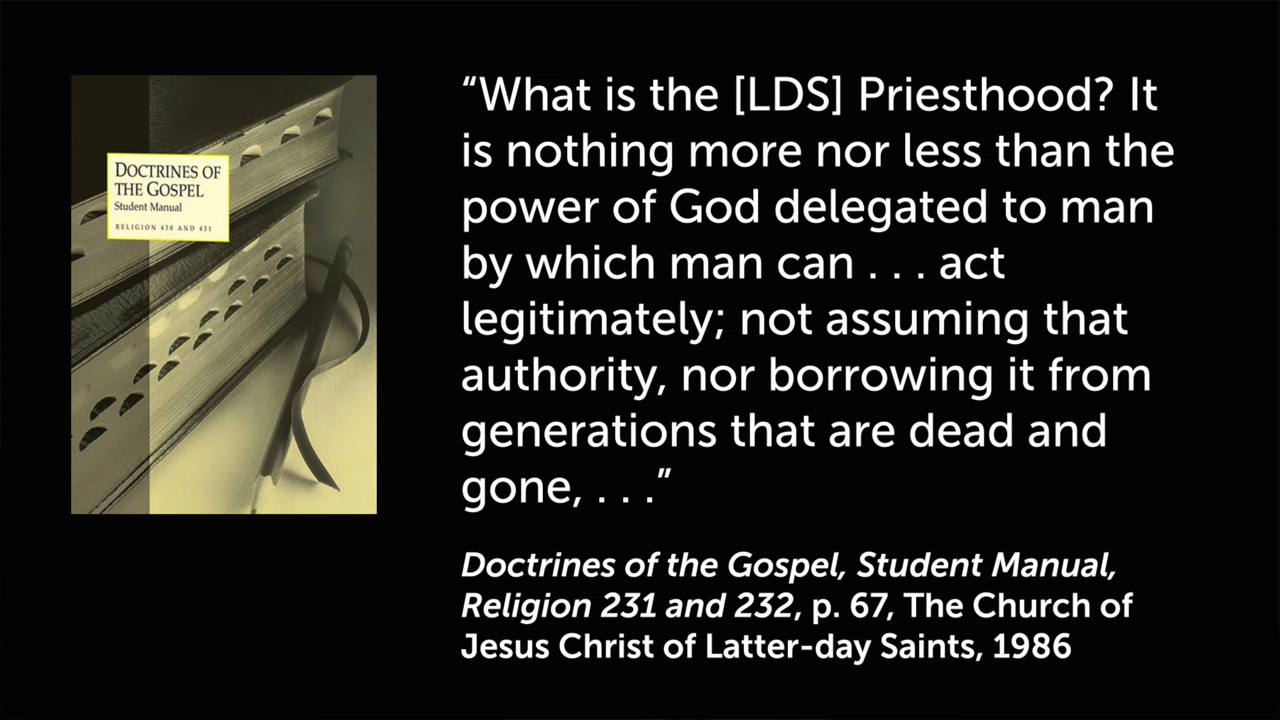 DOCTRINES OF
THE GOSPEL
Student Manual
RELIGION 430 AND 431
“What is the [LDS] Priesthood? It
is nothing more nor less than the
power of God delegated to man
by which man can . . . act
legitimately; not assuming that
authority, nor borrowing it from
generations that are dead and
gone, . . .”
Doctrines of the Gospel, Student Manual,
Religion 231 and 232, p. 67, The Church of
Jesus Christ of Latter-day Saints, 1986